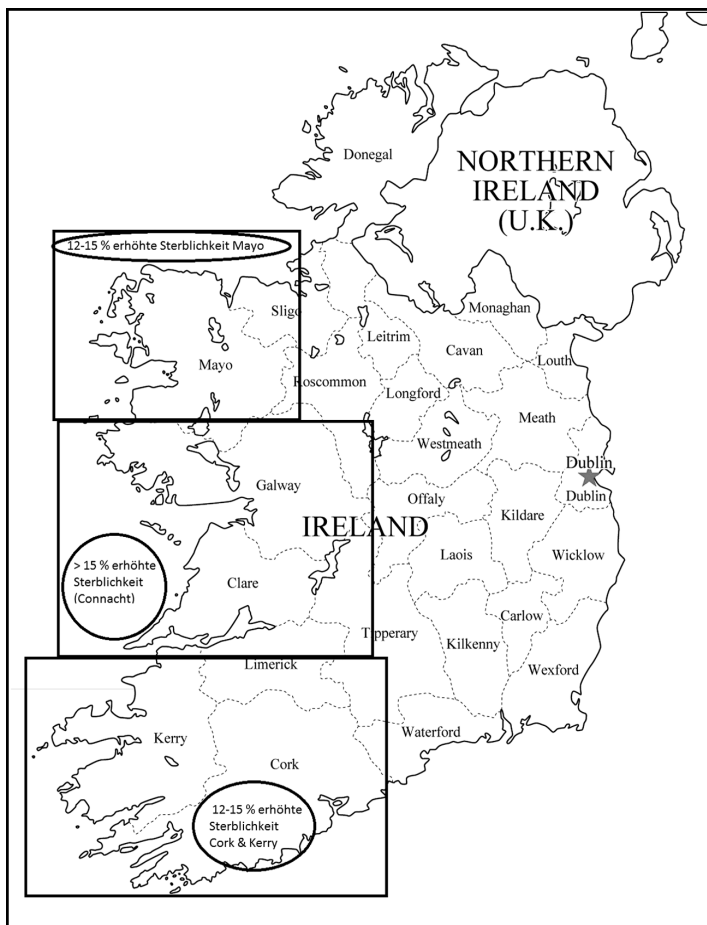 Donegal
NORTHERN
IRELAND
(U.K.)
12-15 % erhöhte Sterblichkeit Mayo
Sligo
Monaghan
Leitrim
Cavan
Louth
Mayo
Roscommon
Longford
Meath
Westmeath
Dublin
Galway
Offaly
Dublin
IRELAND
Kildare
> 15 % erhöhte
Sterblichkeit
(Connacht)
Laois
Wicklow
Clare
Carlow
Tipperary
Kilkenny
Limerick
Wexford
Kerry
Waterford
Cork
12-15 % erhöhte
Sterblichkeit
Cork & Kerry